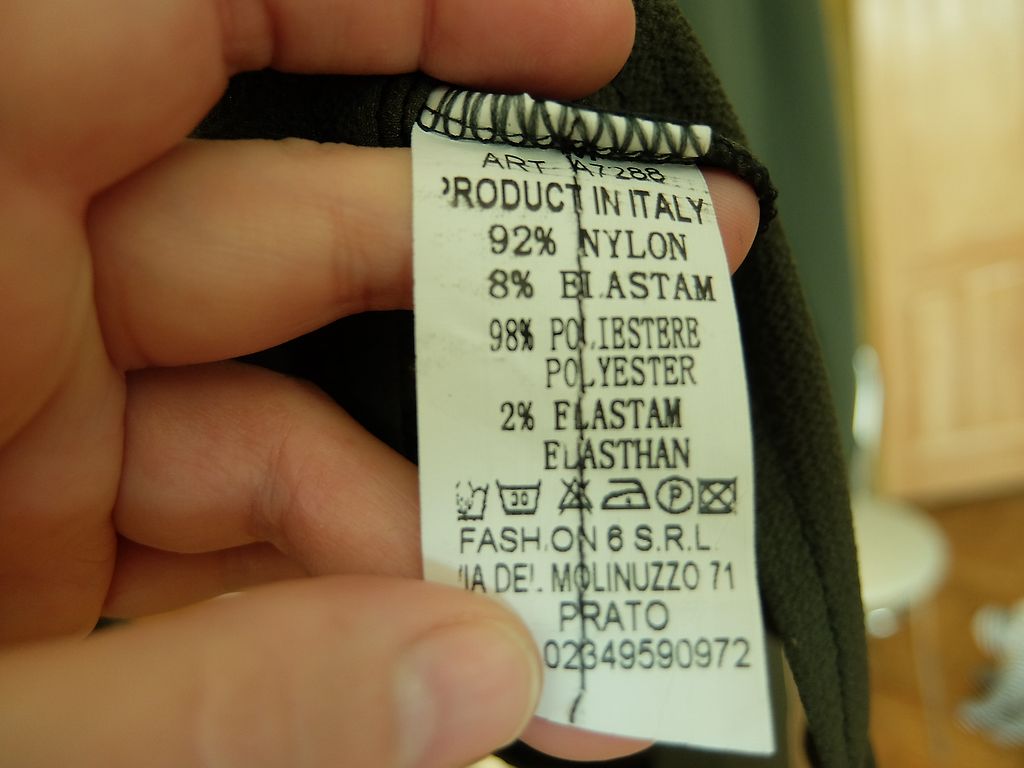 ART A7288
PRODUCT IN ITALY
92% NYLON
8% ELASTAM
98% POLIESTERE
POLYESTER
2% ELASTAM
ELASTHAN
30 P
FASHION 6 S.R.L.
VIA DEL MOLINUZZO 71
PRATO
02349590972